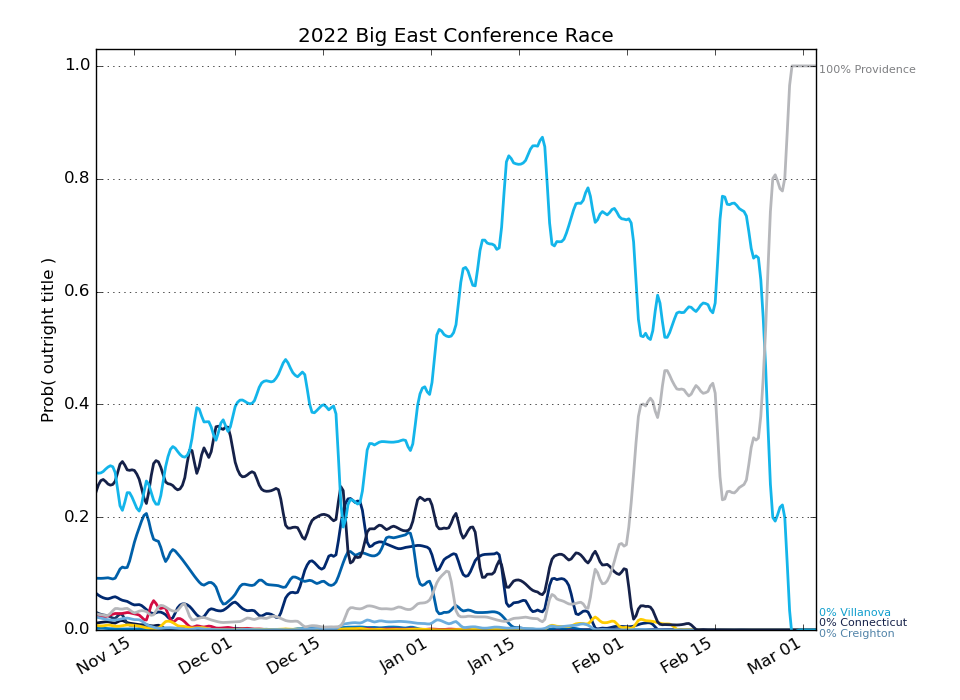 2022 Big East Conference Race
1.0
100% Providence
0.8
0.6
Prob( outright title )
0.4
0.2
0% Villanova
0.0
0% Connecticut
0% Creighton
Nov 15
Dec 01
Dec 15
Jan 01
Jan 15
Feb 01
Feb 15
Mar 01